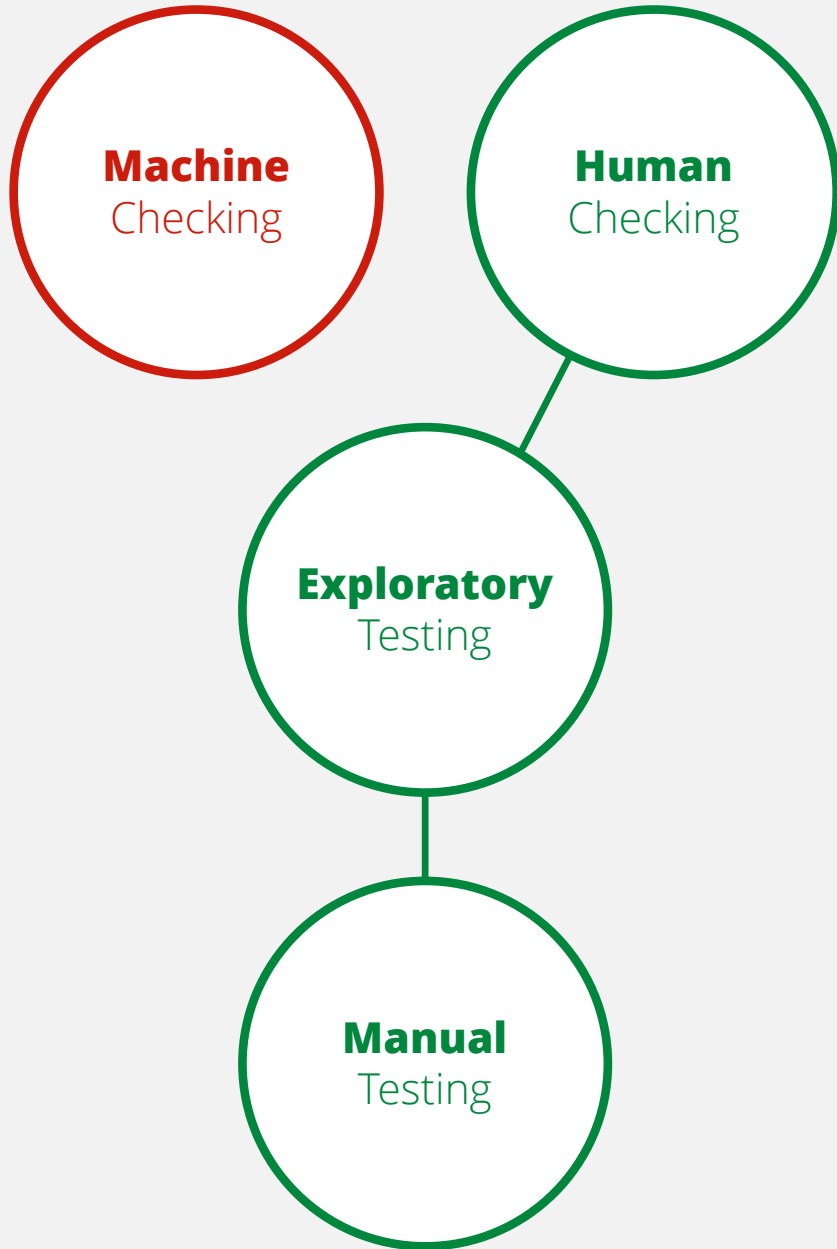 Machine
Checking
Human
Checking
Exploratory
Testing
Manual
Testing